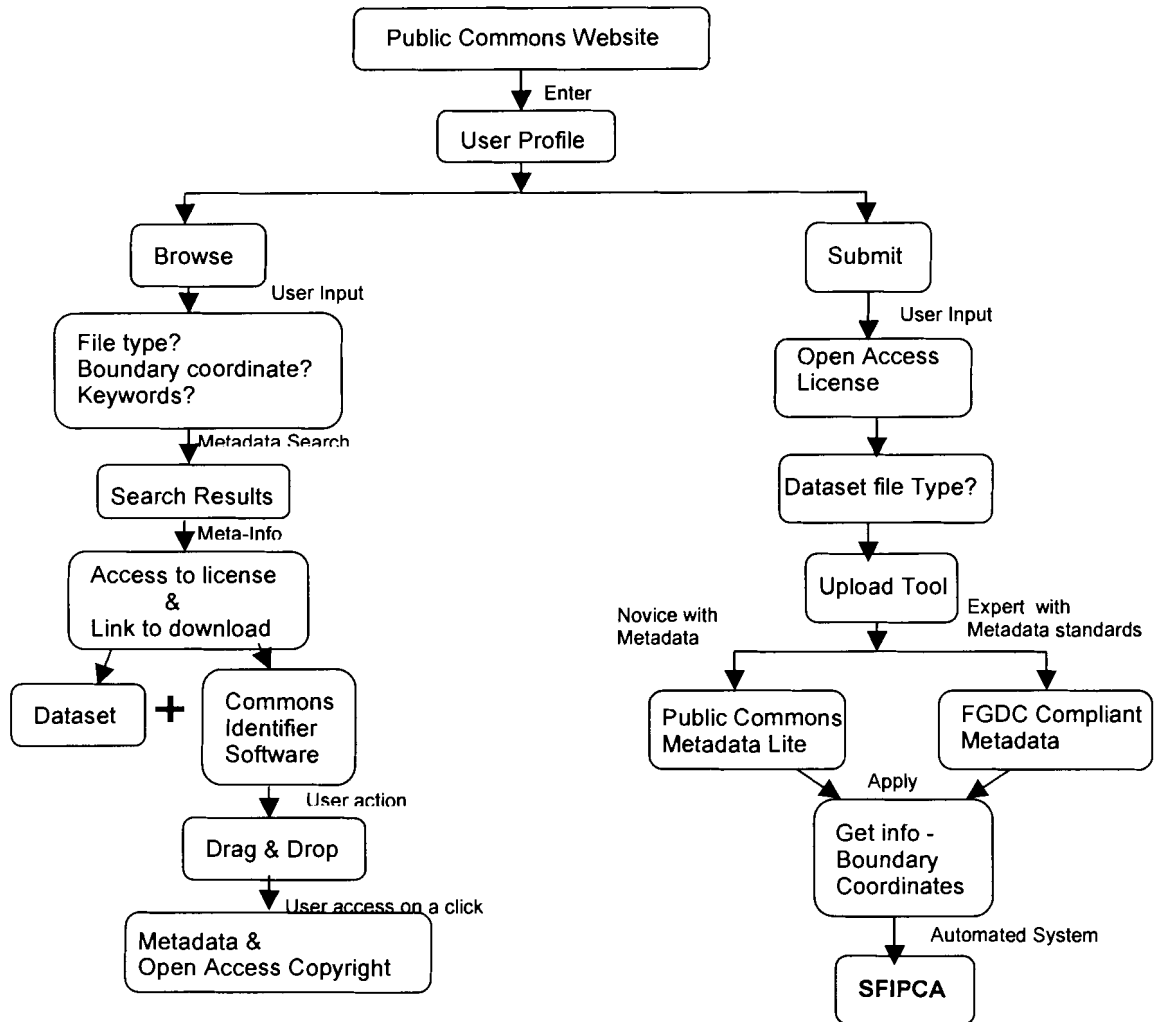 Public Commons Website
Enter
User Profile
Browse
User Input
File type?
Boundary coordinate?
Keywords?
Metadata Search
Search Results
Meta-Info
Access to license
&
Link to download
Dataset
+
Commons
Identifier
Software
User action
Drag & Drop
User access on a click
Metadata &
Open Access Copyright
Submit
User Input
Open Access
License
Dataset file Type?
Upload Tool
Novice with
Metadata
Expert with
Metadata standards
Public Commons
Metadata Lite
FGDC Compliant
Metadata
Apply
Get info -
Boundary
Coordinates
Automated System
SFIPCA